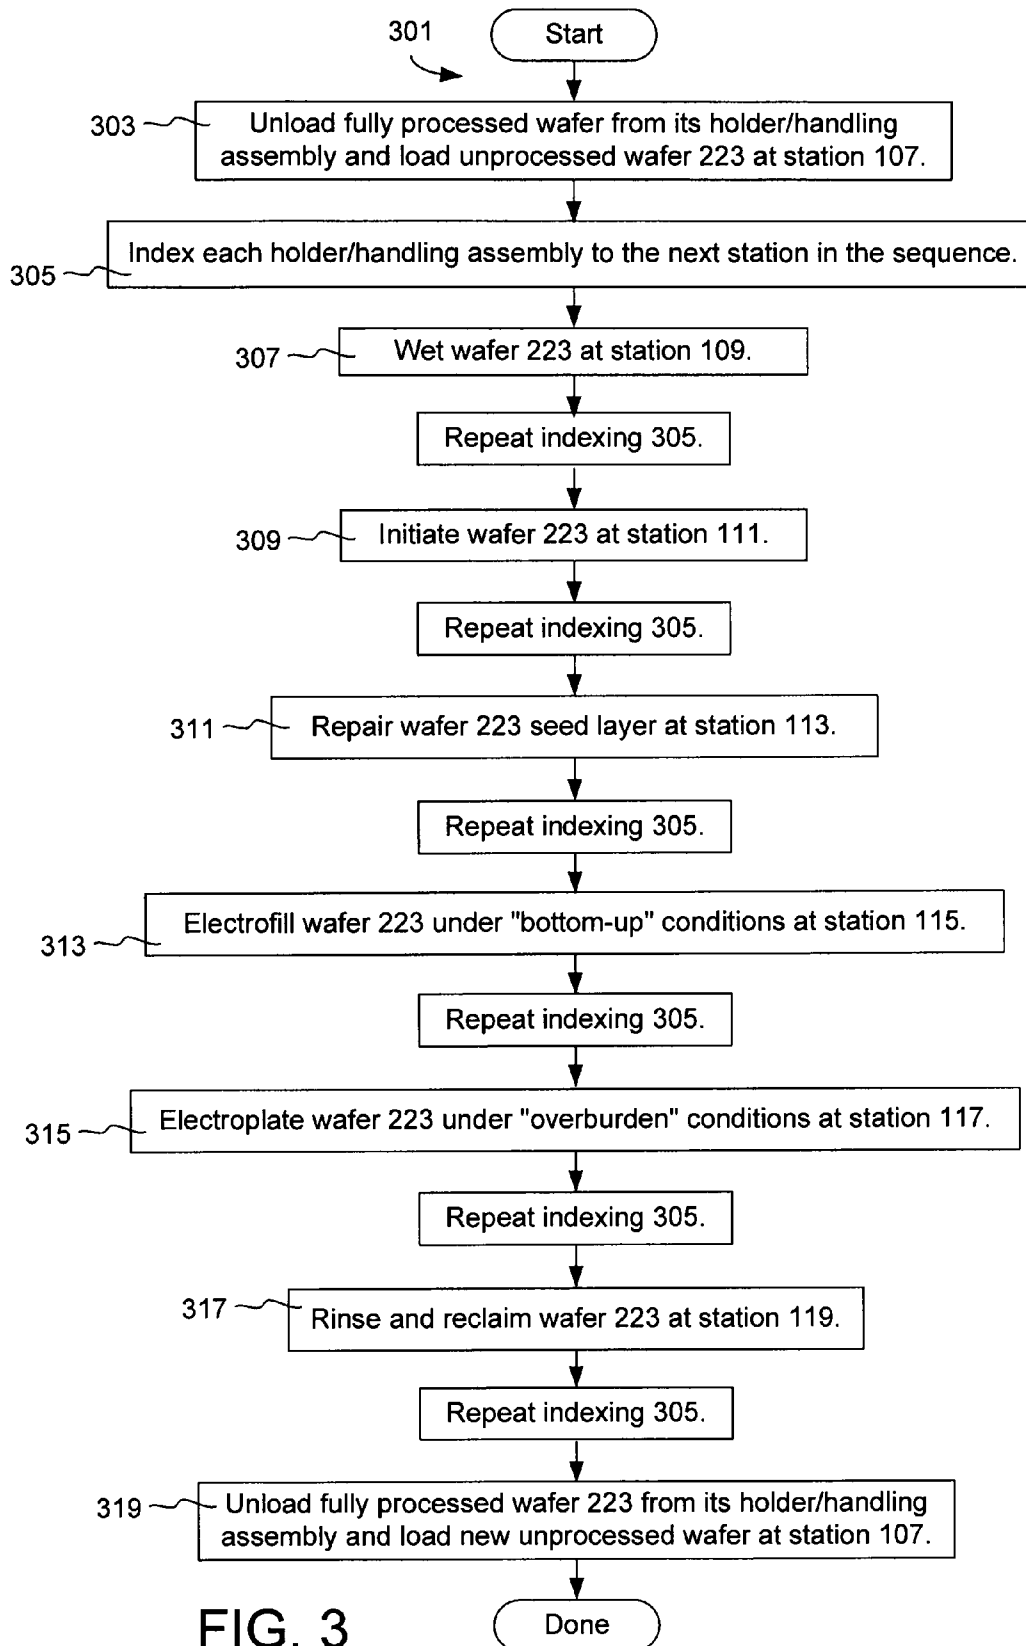 301
Start
303
Unload fully processed wafer from its holder/handling
assembly and load unprocessed wafer 223 at station 107.
Index each holder/handling assembly to the next station in the sequence.
305
Wet wafer 223 at station 109.
307
Repeat indexing 305.
Initiate wafer 223 at station 111.
309
Repeat indexing 305.
Repair wafer 223 seed layer at station 113.
311
Repeat indexing 305.
Electrofill wafer 223 under "bottom-up" conditions at station 115.
313
Repeat indexing 305.
Electroplate wafer 223 under "overburden" conditions at station 117.
315
Repeat indexing 305.
317
Rinse and reclaim wafer 223 at station 119.
Repeat indexing 305.
319
Unload fully processed wafer 223 from its holder/handling
assembly and load new unprocessed wafer at station 107.
Done
FIG. 3